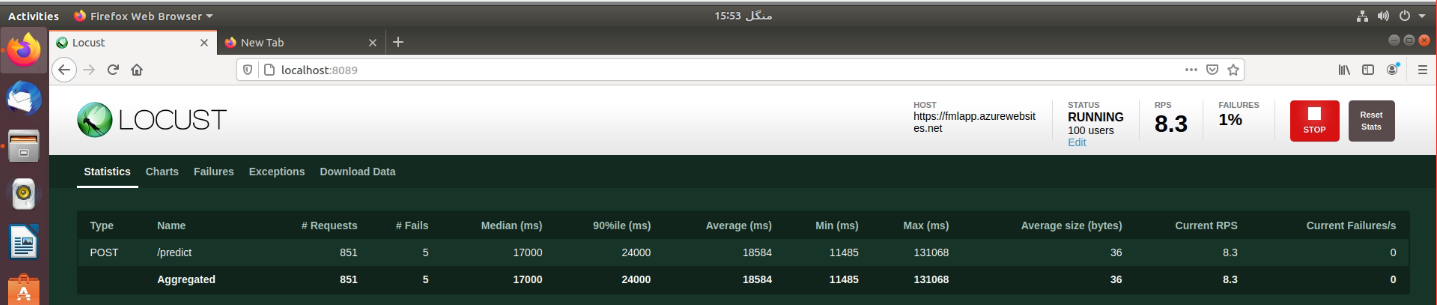 Activities Firefox Web Browser منگل 15:53
Locust New Tab
localhost:8089
LOCUST
HOST
https://fmlapp.azurewebsit
es.net
STATUS
RUNNING
100 users
Edit
RPS
8.3
FAILURES
1%
STOP
Reset
Stats
Statistics Charts Failures Exceptions Download Data
Type Name # Requests # Fails Median (ms) 90%ile (ms) Average (ms) Min (ms) Max (ms) Average size (bytes) Current RPS Current Failures/s
POST /predict 851 5 17000 24000 18584 11485 131068 36 8.3 0
Aggregated 851 5 17000 24000 18584 11485 131068 36 8.3 0